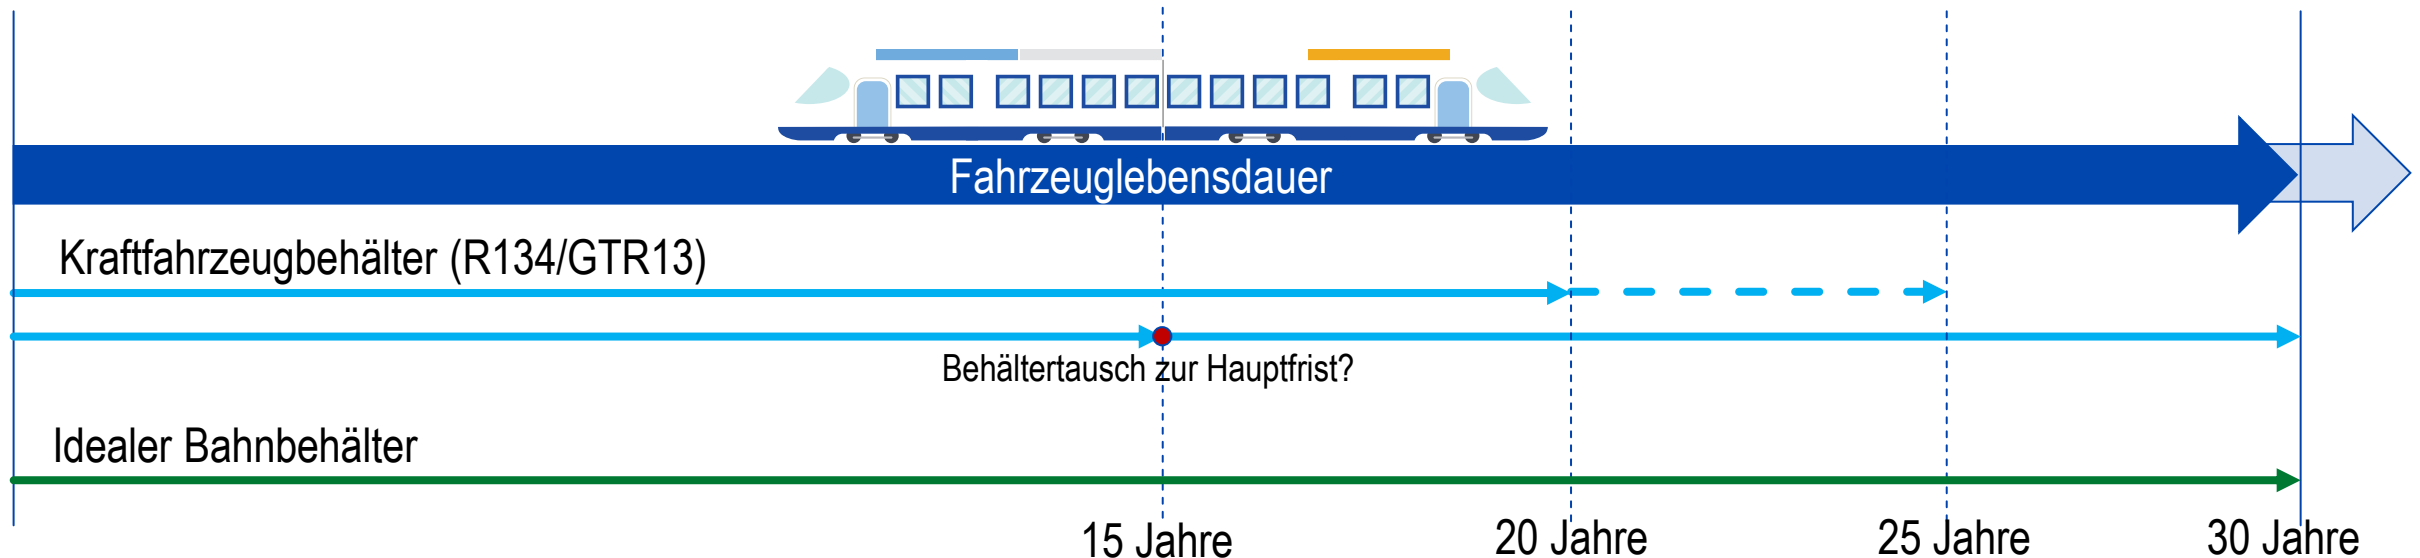 Fahrzeuglebensdauer
Kraftfahrzeugbehälter (R134/GTR13)
Behältertausch zur Hauptfrist?
Idealer Bahnbehälter
15 Jahre
20 Jahre
25 Jahre
30 Jahre